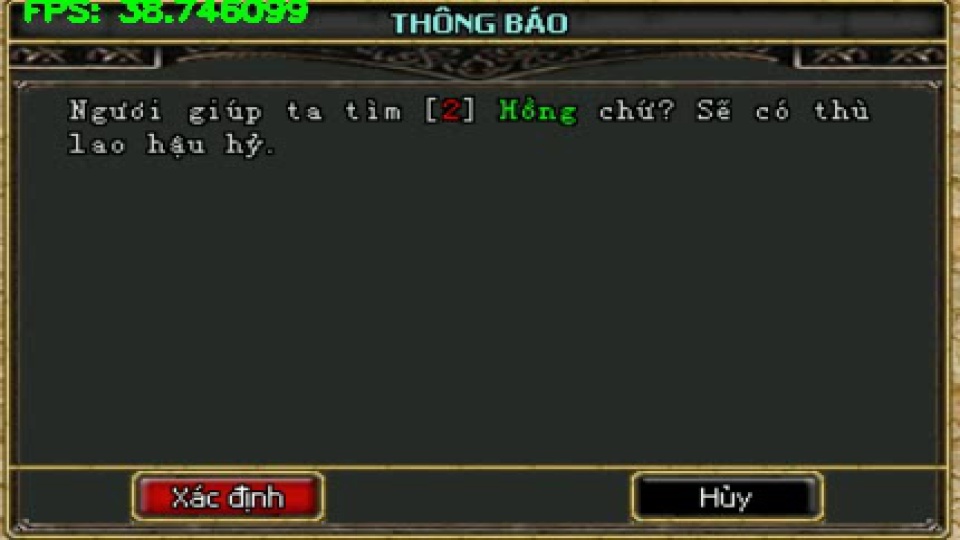 FPS: 38.746099
THÔNG BÁO
Ngươi giúp ta tìm [2] Hồng chứ? Sẽ có thù
lao hậu hỷ.
Xác định
Hủy